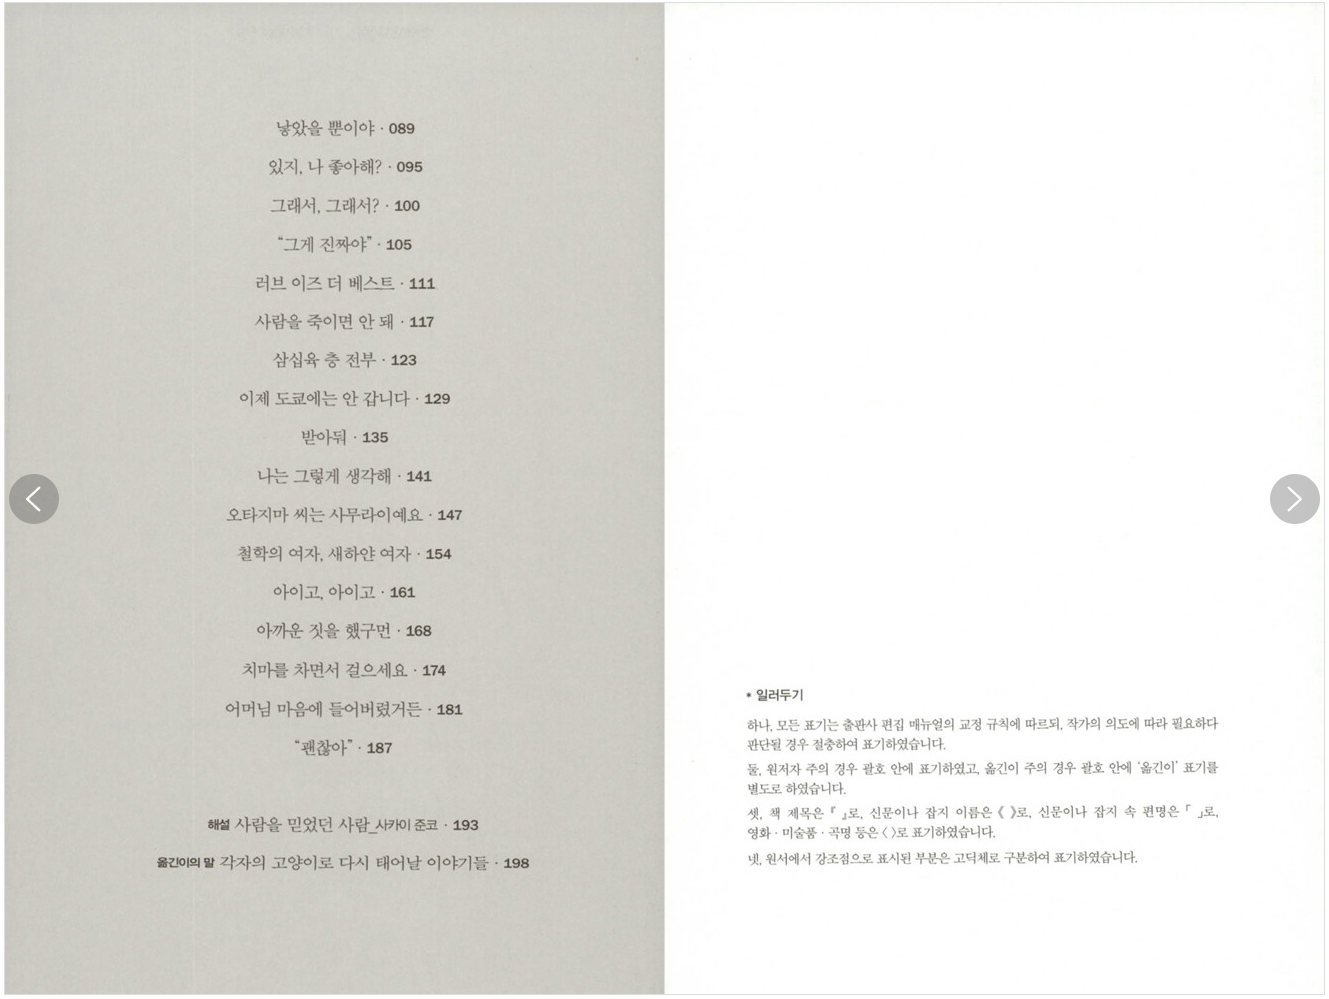 낳았을 뿐이야 · 089
있지, 나 좋아해? · 095
그래서, 그래서? · 100
“그게 진짜야” · 105
러브 이즈 더 베스트 · 111
사람을 죽이면 안 돼 · 117
삼십육 층 전부 · 123
이제 도쿄에는 안 갑니다 · 129
받아둬 · 135
나는 그렇게 생각해 · 141
오타지마 씨는 사무라이예요 · 147
철학의 여자, 새하얀 여자 · 154
아이고, 아이고 · 161
아까운 짓을 했구먼 · 168
치마를 차면서 걸으세요 · 174
어머님 마음에 들어버렸거든 · 181
“괜찮아” · 187
해설 사람을 믿었던 사람_사카이 준코 · 193
옮긴이의 말 각자의 고양이로 다시 태어날 이야기들 · 198
* 일러두기
하나, 모든 표기는 출판사 편집 매뉴얼의 교정 규칙에 따르되, 작가의 의도에 따라 필요하다
판단될 경우 절충하여 표기하였습니다.
둘, 원저자 주의 경우 괄호 안에 표기하였고, 옮긴이 주의 경우 괄호 안에 ‘옮긴이’ 표기를
별도로 하였습니다.
셋, 책 제목은 『 』로, 신문이나 잡지 이름은 《 》로, 신문이나 잡지 속 편명은 「 」로,
영화 · 미술품 · 곡명 등은 〈 〉로 표기하였습니다.
넷, 원서에서 강조점으로 표시된 부분은 고딕체로 구분하여 표기하였습니다.